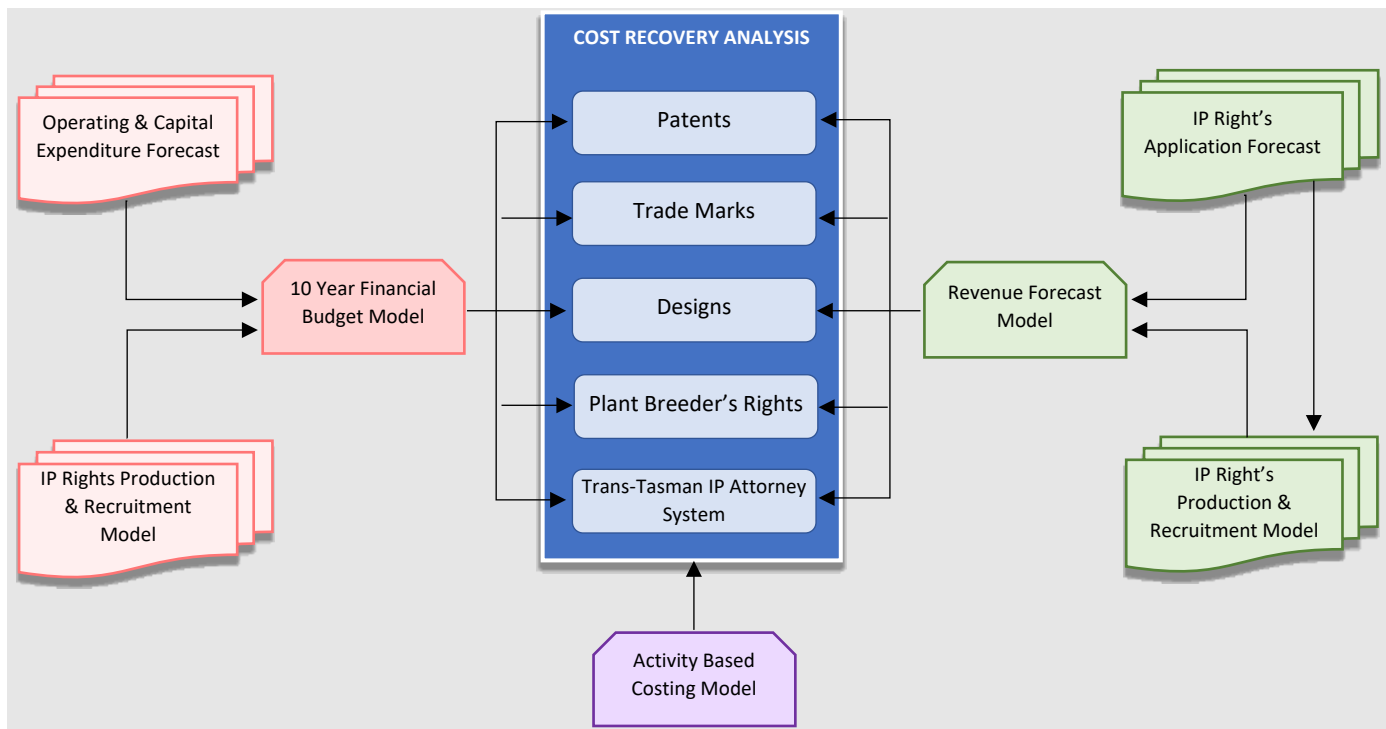 COST RECOVERY ANALYSIS
Operating & Capital
Expenditure Forecast
IP Rights Production
& Recruitment
Model
10 Year Financial
Budget Model
Patents
Trade Marks
Designs
Plant Breeder’s Rights
Trans-Tasman IP Attorney
System
Activity Based
Costing Model
Revenue Forecast
Model
IP Right’s
Application Forecast
IP Right’s
Production &
Recruitment Model